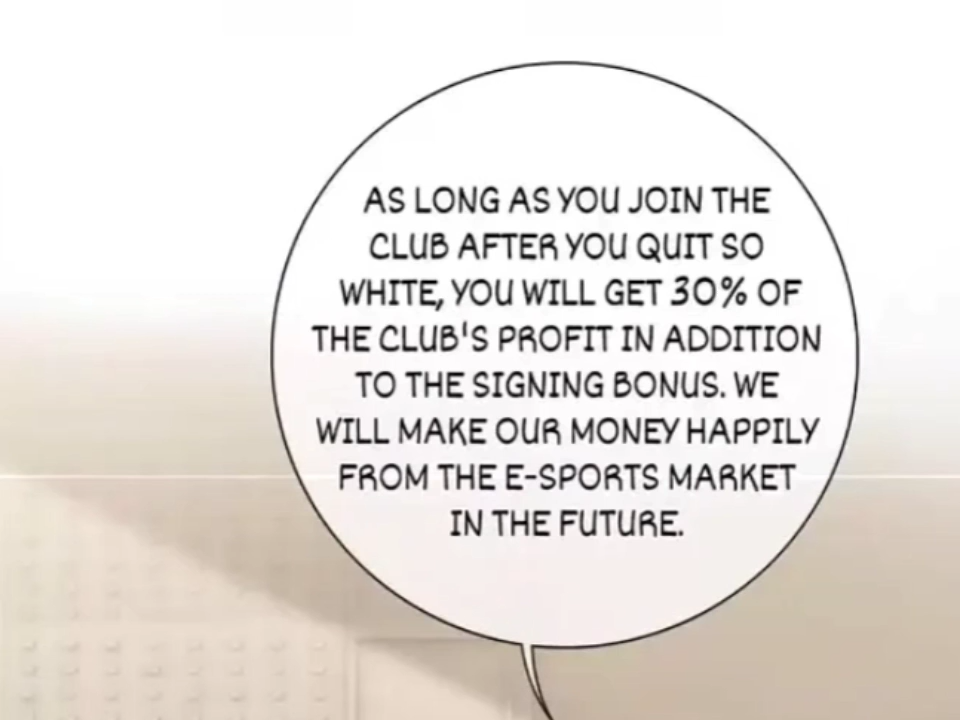 AS LONG AS YOU JOIN THE
CLUB AFTER YOU QUIT SO
WHITE, YOU WILL GET 30% OF
THE CLUB'S PROFIT IN ADDITION
TO THE SIGNING BONUS. WE
WILL MAKE OUR MONEY HAPPILY
FROM THE E-SPORTS MARKET
IN THE FUTURE.